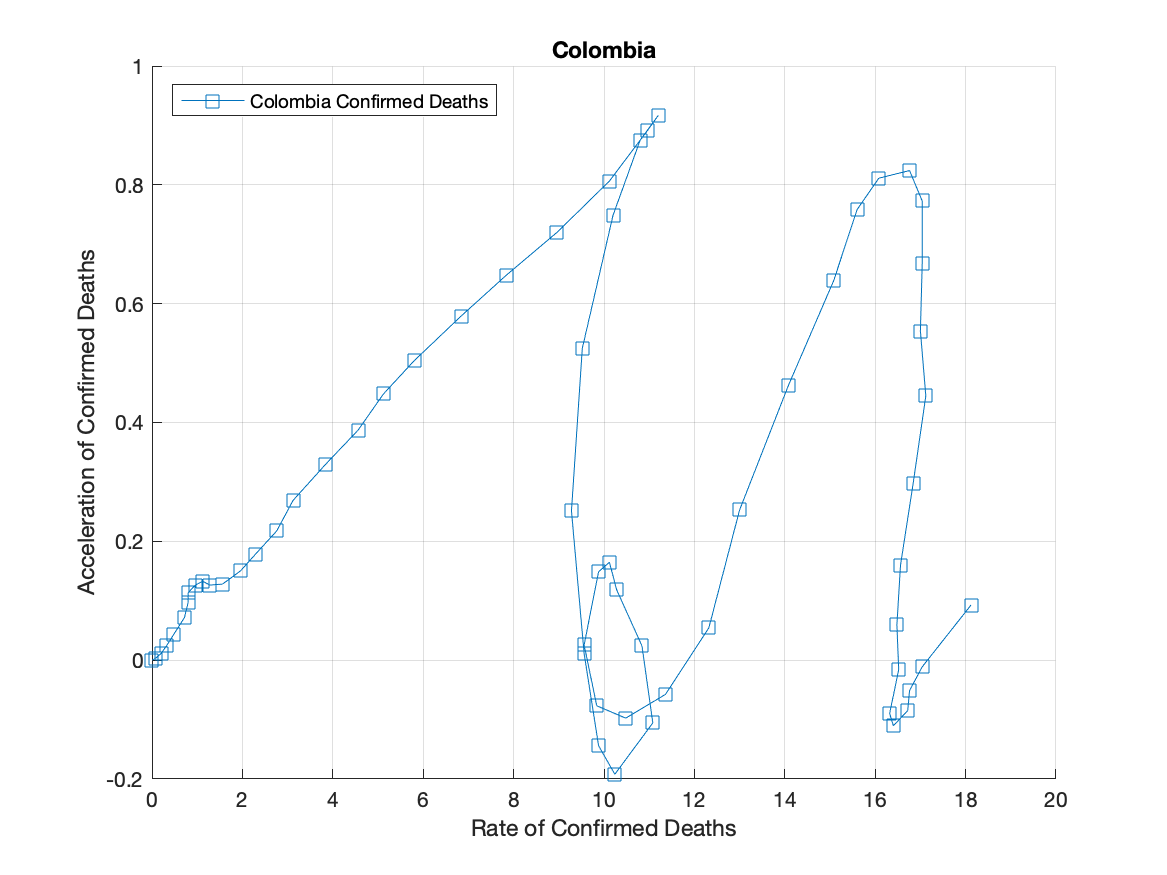 Colombia
Colombia Confirmed Deaths
1
0.8
0.6
0.4
0.2
0
-0.2
Acceleration of Confirmed Deaths
0 2 4 6 8 10 12 14 16 18 20
Rate of Confirmed Deaths